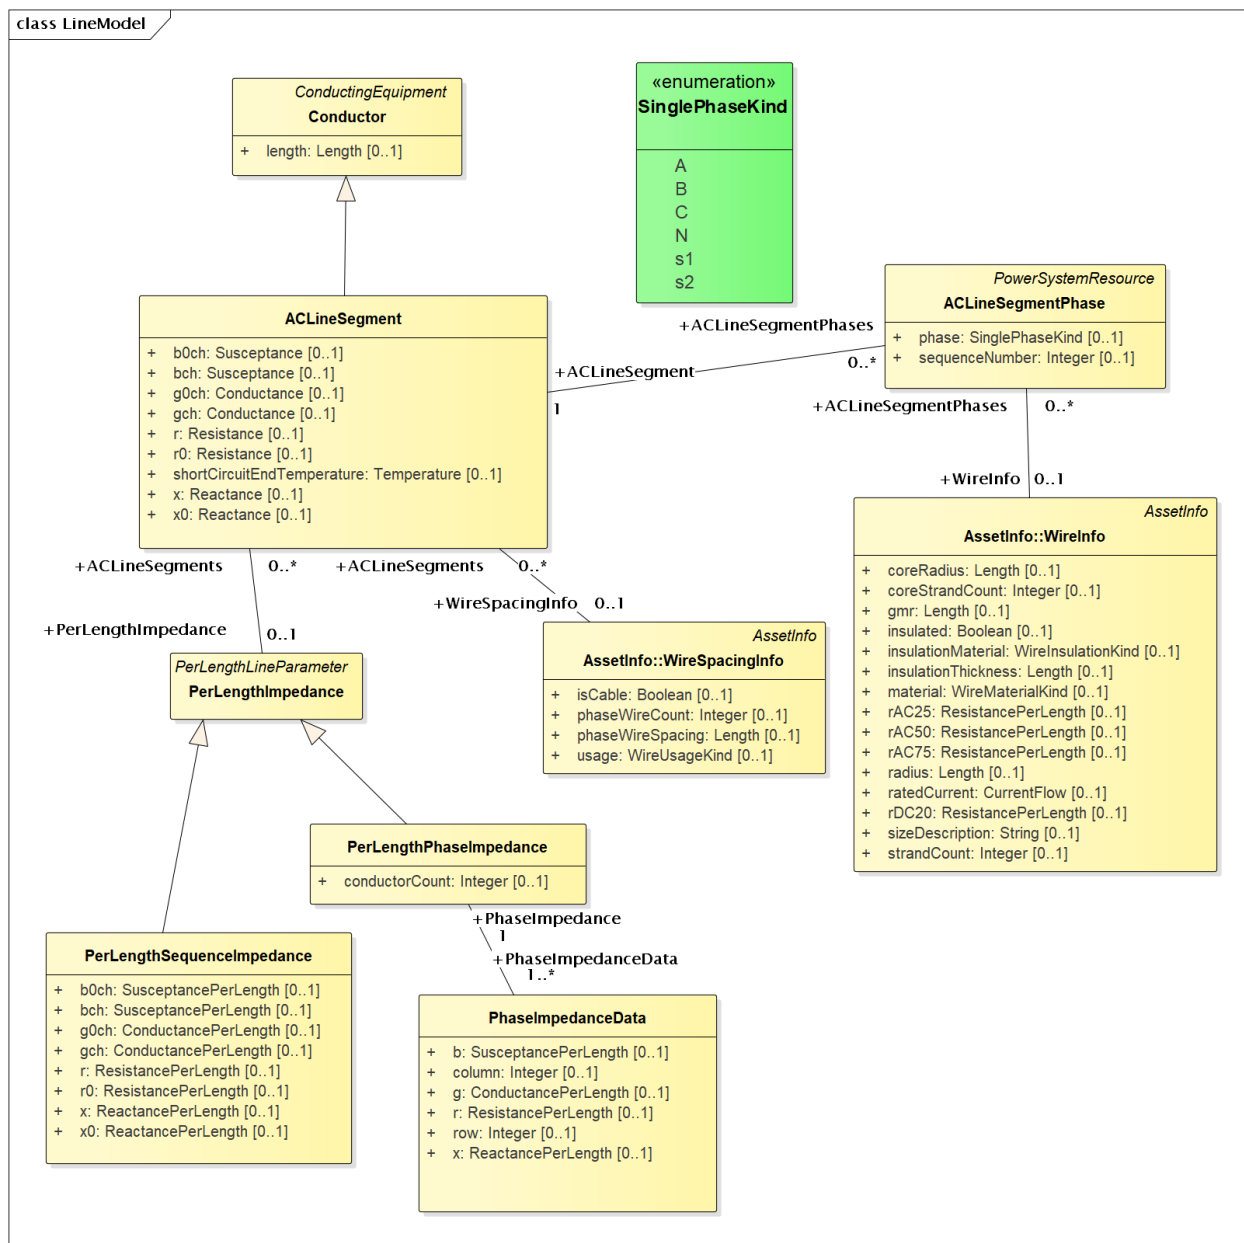 class LineModel
ConductingEquipment
Conductor
+ length: Length [0..1]
«enumeration»
SinglePhaseKind
A
B
C
N
s1
s2
PowerSystemResource
ACLineSegmentPhase
+ phase: SinglePhaseKind [0..1]
+ sequenceNumber: Integer [0..1]
ACLineSegment
+ b0ch: Susceptance [0..1]
+ bch: Susceptance [0..1]
+ g0ch: Conductance [0..1]
+ gch: Conductance [0..1]
+ r: Resistance [0..1]
+ r0: Resistance [0..1]
+ shortCircuitEndTemperature: Temperature [0..1]
+ x: Reactance [0..1]
+ x0: Reactance [0..1]
+ACLineSegmentPhases
0..*
+ACLineSegment
1
+ACLineSegmentPhases 0..*
+WireInfo 0..1
AssetInfo
AssetInfo::WireInfo
+ coreRadius: Length [0..1]
+ coreStrandCount: Integer [0..1]
+ gmr: Length [0..1]
+ insulated: Boolean [0..1]
+ insulationMaterial: WireInsulationKind [0..1]
+ insulationThickness: Length [0..1]
+ material: WireMaterialKind [0..1]
+ rAC25: ResistancePerLength [0..1]
+ rAC50: ResistancePerLength [0..1]
+ rAC75: ResistancePerLength [0..1]
+ radius: Length [0..1]
+ ratedCurrent: CurrentFlow [0..1]
+ rDC20: ResistancePerLength [0..1]
+ sizeDescription: String [0..1]
+ strandCount: Integer [0..1]
+ACLineSegments 0..*
+ACLineSegments 0..*
+WireSpacingInfo 0..1
+PerLengthImpedance 0..1
AssetInfo
AssetInfo::WireSpacingInfo
+ isCable: Boolean [0..1]
+ phaseWireCount: Integer [0..1]
+ phaseWireSpacing: Length [0..1]
+ usage: WireUsageKind [0..1]
PerLengthLineParameter
PerLengthImpedance
PerLengthPhaseImpedance
+ conductorCount: Integer [0..1]
+PhaseImpedance
1
+PhaseImpedanceData
1..*
PerLengthSequenceImpedance
+ b0ch: SusceptancePerLength [0..1]
+ bch: SusceptancePerLength [0..1]
+ g0ch: ConductancePerLength [0..1]
+ gch: ConductancePerLength [0..1]
+ r: ResistancePerLength [0..1]
+ r0: ResistancePerLength [0..1]
+ x: ReactancePerLength [0..1]
+ x0: ReactancePerLength [0..1]
PhaseImpedanceData
+ b: SusceptancePerLength [0..1]
+ column: Integer [0..1]
+ g: ConductancePerLength [0..1]
+ r: ResistancePerLength [0..1]
+ row: Integer [0..1]
+ x: ReactancePerLength [0..1]